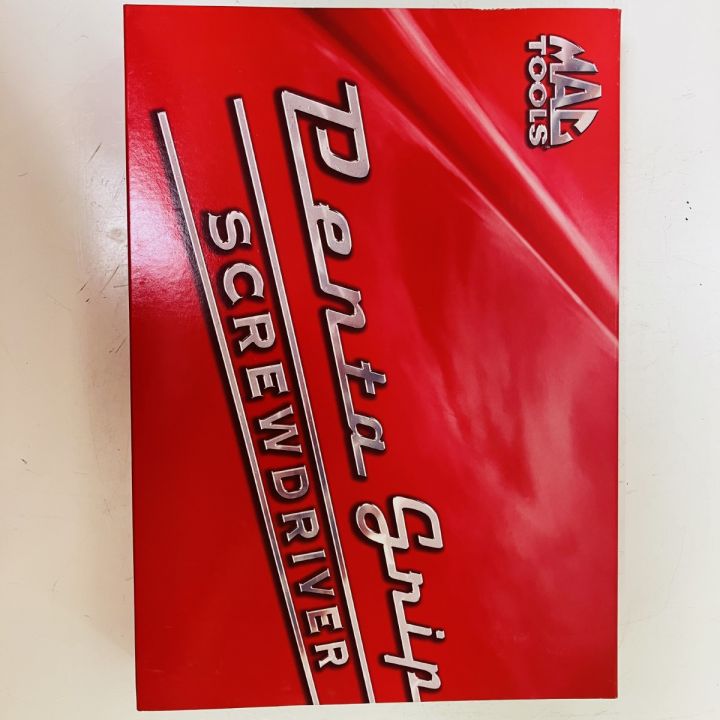 MAC
TOOLS
Penta grip
SCREWDRIVER